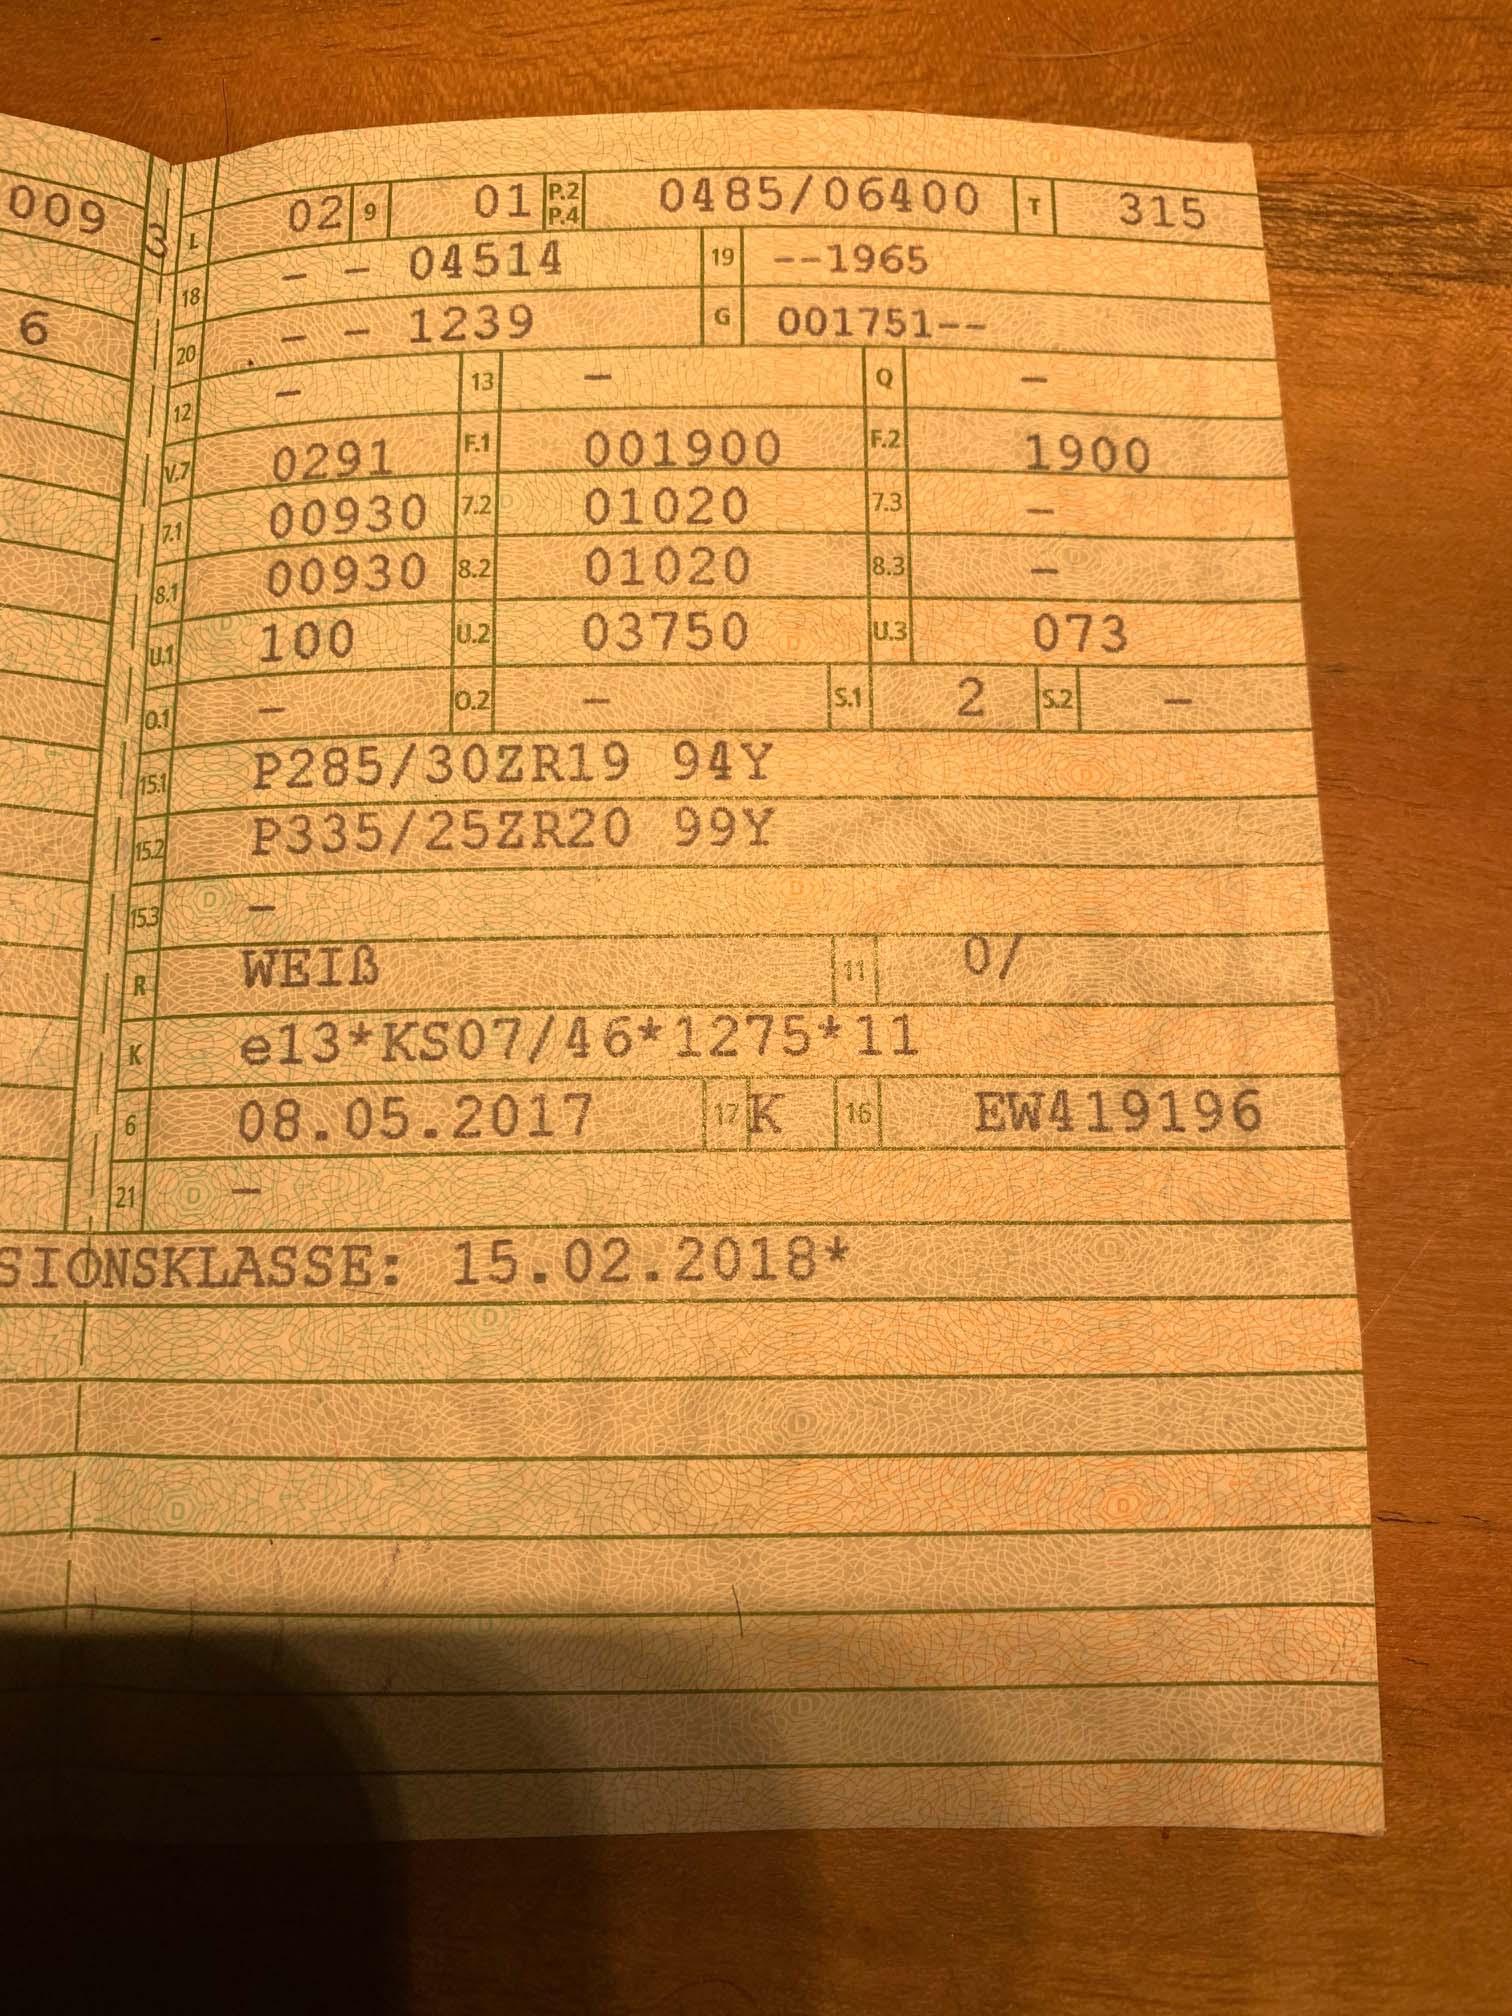 009 3 L 02 9 01 P.2 P.4 0485/06400 T 315
18 - - 04514 19 --1965
6 20 - - 1239 G 001751--
12 - 13 - Q -
V.7 0291 F.1 001900 F.2 1900
7.1 00930 7.2 01020 7.3 -
8.1 00930 8.2 01020 8.3 -
U.1 100 U.2 03750 U.3 073
O.1 - O.2 - S.1 2 S.2 -
15.1 P285/30ZR19 94Y
15.2 P335/25ZR20 99Y
15.3 -
R WEIß 11 0/
K e13*KS07/46*1275*11
6 08.05.2017 17 K 16 EW419196
21 -
SIONSKLASSE: 15.02.2018*